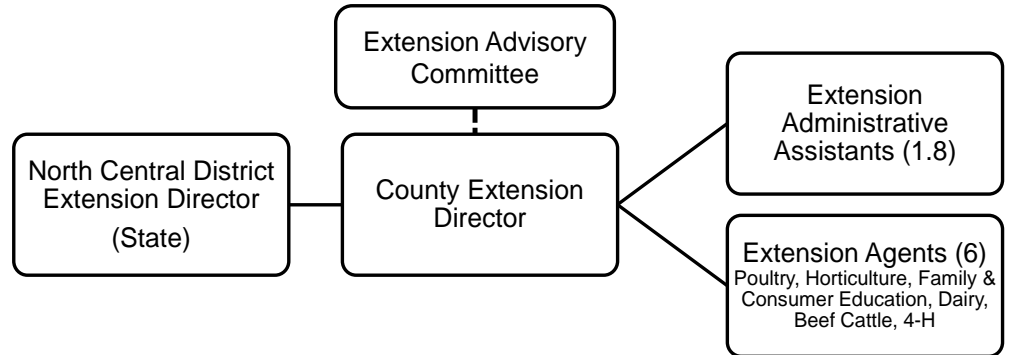 Extension Advisory
Committee
North Central District
Extension Director
(State)
County Extension
Director
Extension
Administrative
Assistants (1.8)
Extension Agents (6)
Poultry, Horticulture, Family &
Consumer Education, Dairy,
Beef Cattle, 4-H